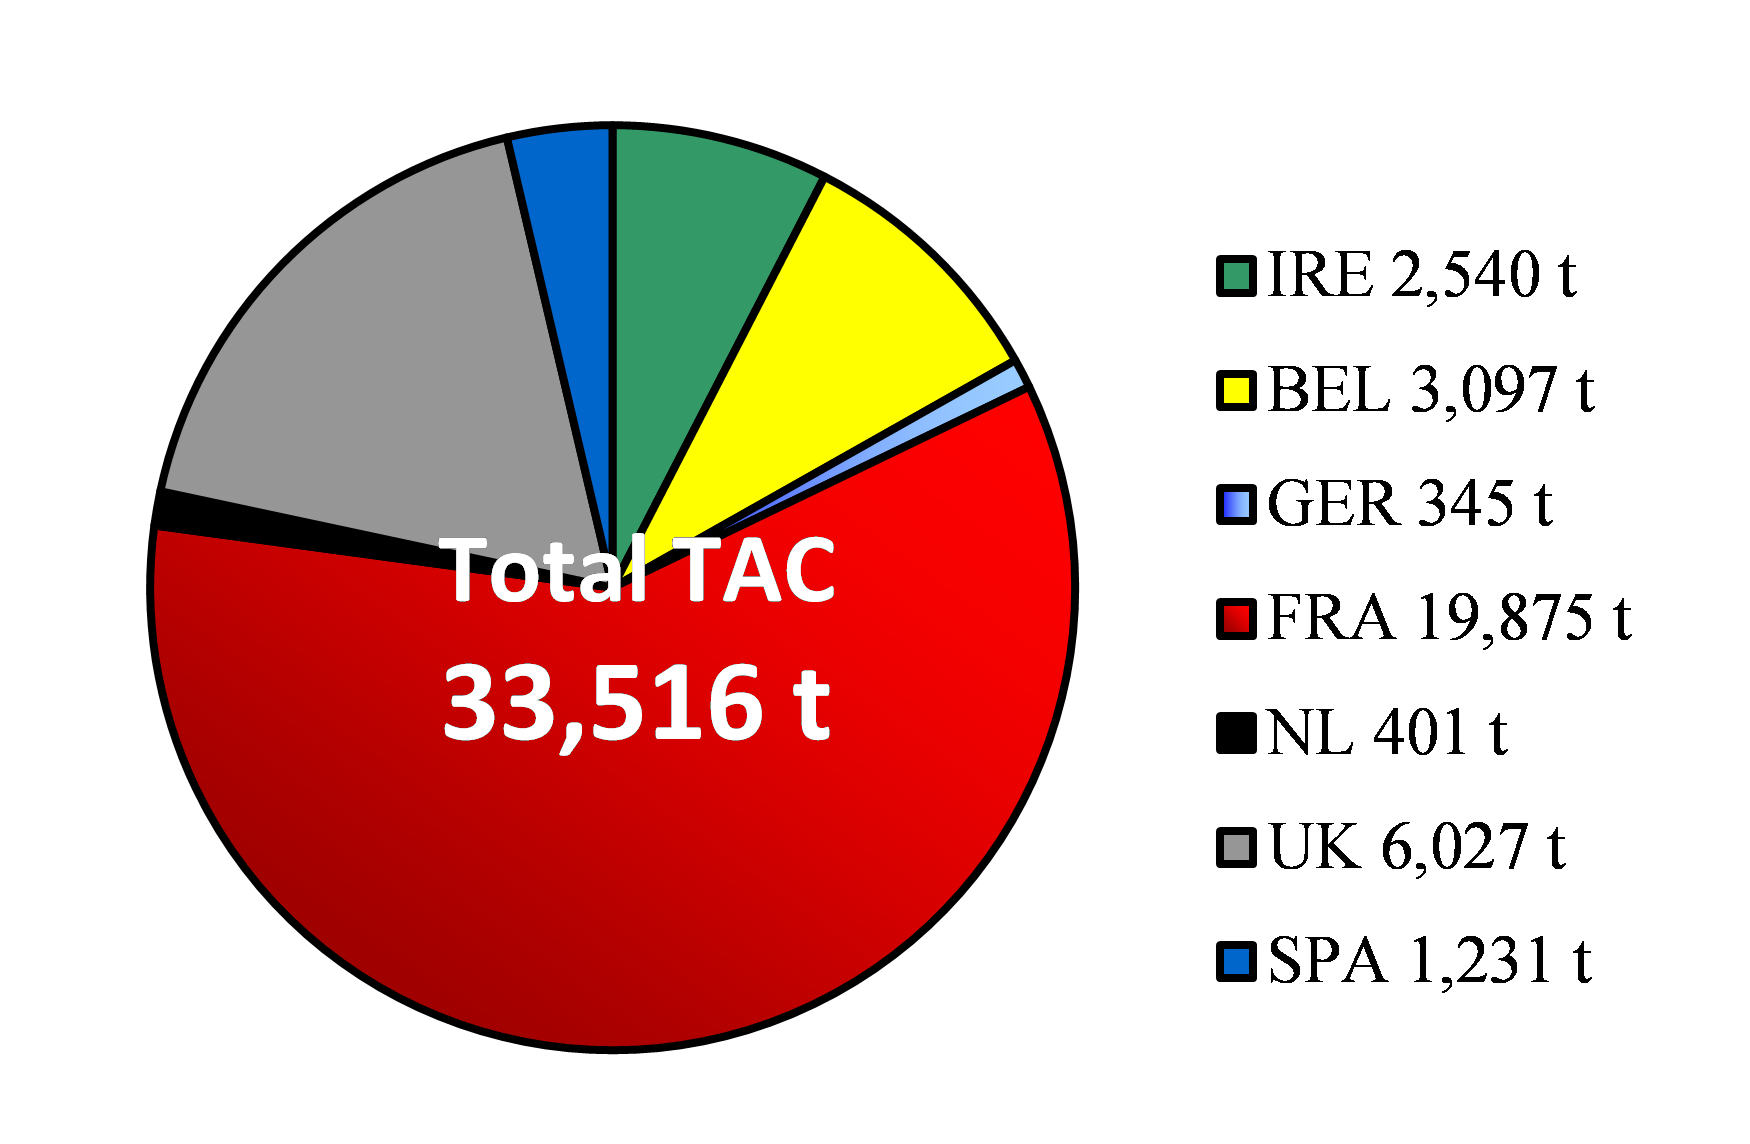 Total TAC
33,516 t
IRE 2,540 t
BEL 3,097 t
GER 345 t
FRA 19,875 t
NL 401 t
UK 6,027 t
SPA 1,231 t